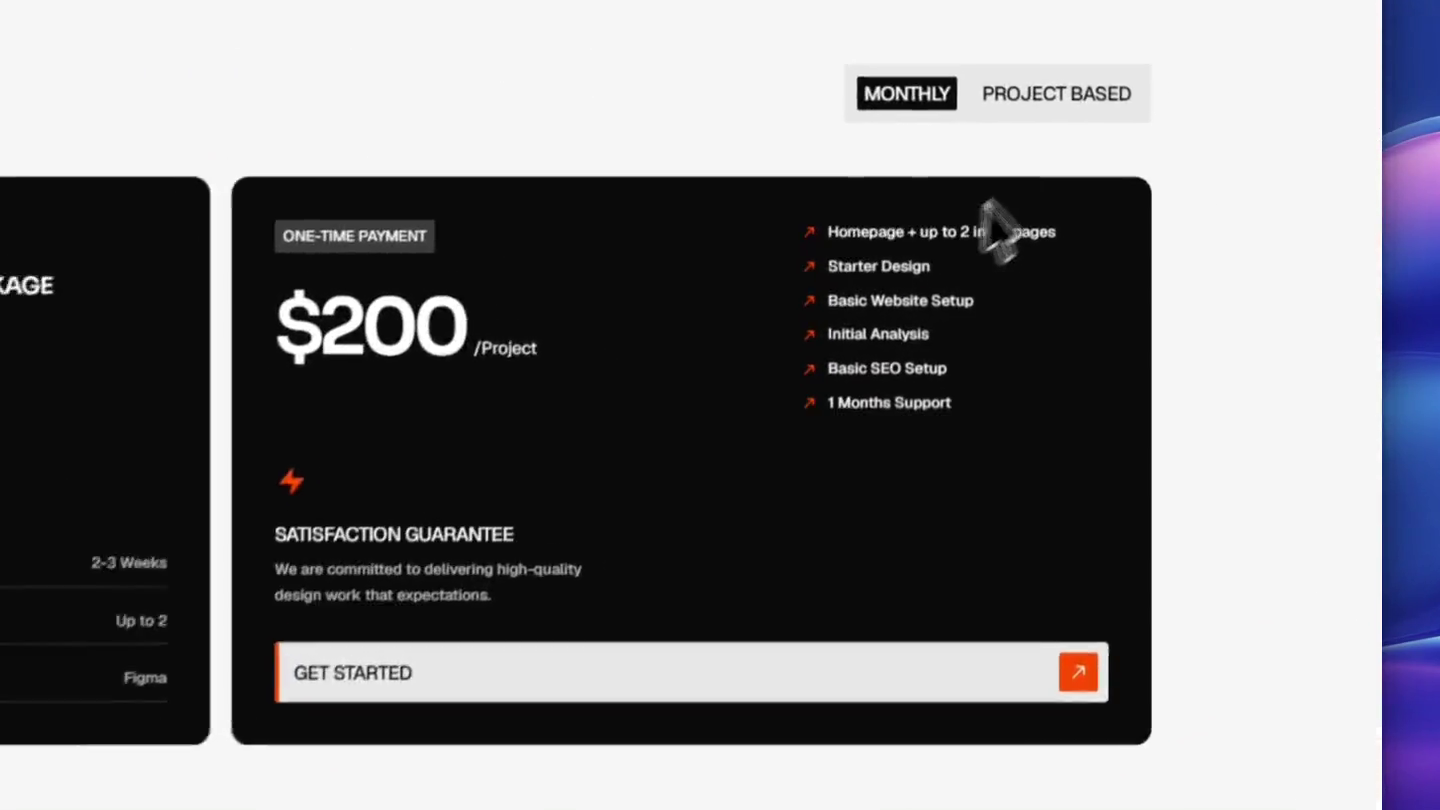 MONTHLY
PROJECT BASED
ONE-TIME PAYMENT
$200 /Project
Homepage + up to 2 pages
Starter Design
Basic Website Setup
Initial Analysis
Basic SEO Setup
1 Months Support
SATISFACTION GUARANTEE
We are committed to delivering high-quality
design work that expectations.
GET STARTED
KAGE
2-3 Weeks
Up to 2
Figma